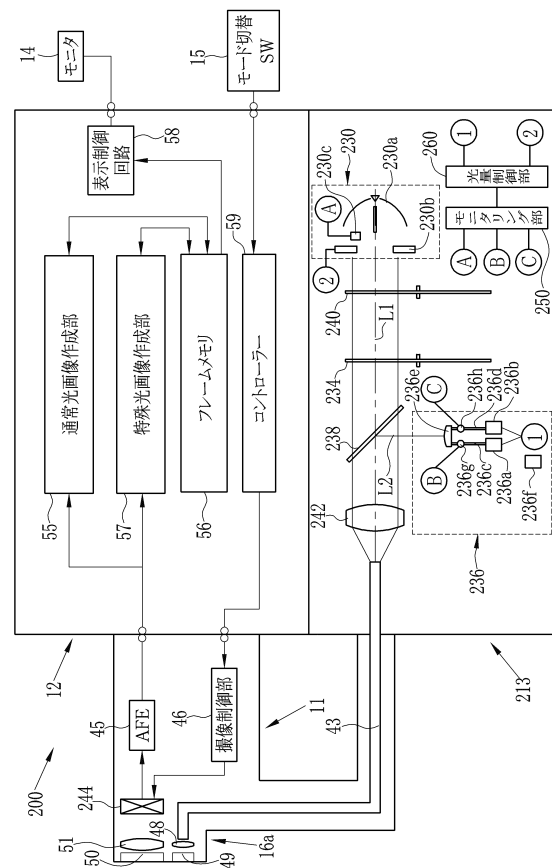 14
モニタ
15
モード切替
SW
58
表示制御
回路
59
55
通常光画像作成部
57
特殊光画像作成部
56
フレームメモリ
コントローラー
12
200
45
AFE
46
撮像制御部
11
244
51
50
48
49
16a
43
213
230
230c
230a
230b
A
2
240
L1
234
238
L2
242
236e
C
236h
236d
236b
B
236g
236c
236a
1
236f
236
260
光量制御部
1
2
モニタリング部
250
A
B
C